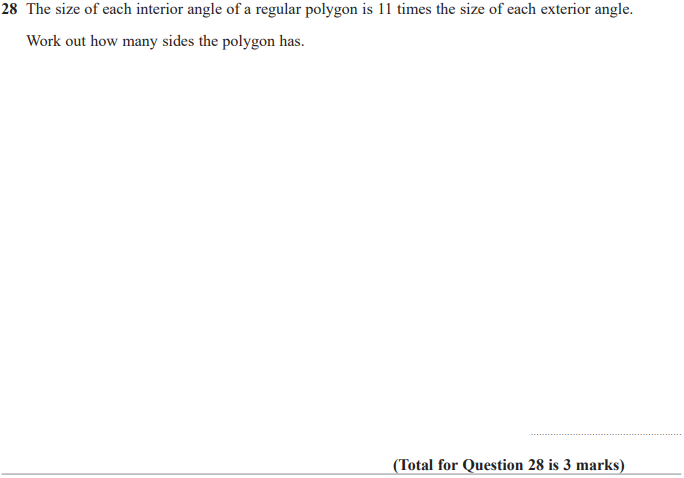 28 The size of each interior angle of a regular polygon is 11 times the size of each exterior angle.
Work out how many sides the polygon has.
(Total for Question 28 is 3 marks)